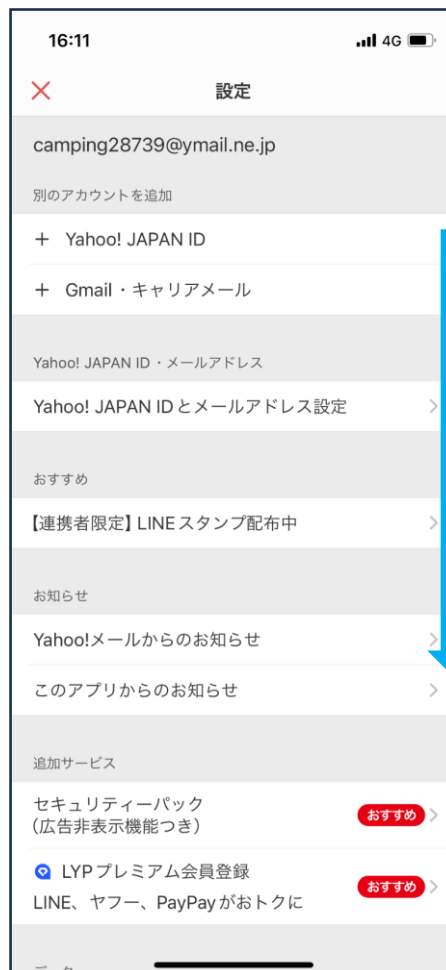 16:11
4G
設定
camping28739@ymail.ne.jp
別のアカウントを追加
+ Yahoo! JAPAN ID
+ Gmail・キャリアメール
Yahoo! JAPAN ID・メールアドレス
Yahoo! JAPAN IDとメールアドレス設定
おすすめ
【連携者限定】LINEスタンプ配布中
お知らせ
Yahoo!メールからのお知らせ
このアプリからのお知らせ
追加サービス
セキュリティーパック
（広告非表示機能つき）
おすすめ
LYPプレミアム会員登録
LINE、ヤフー、PayPayがおトクに
おすすめ
データ